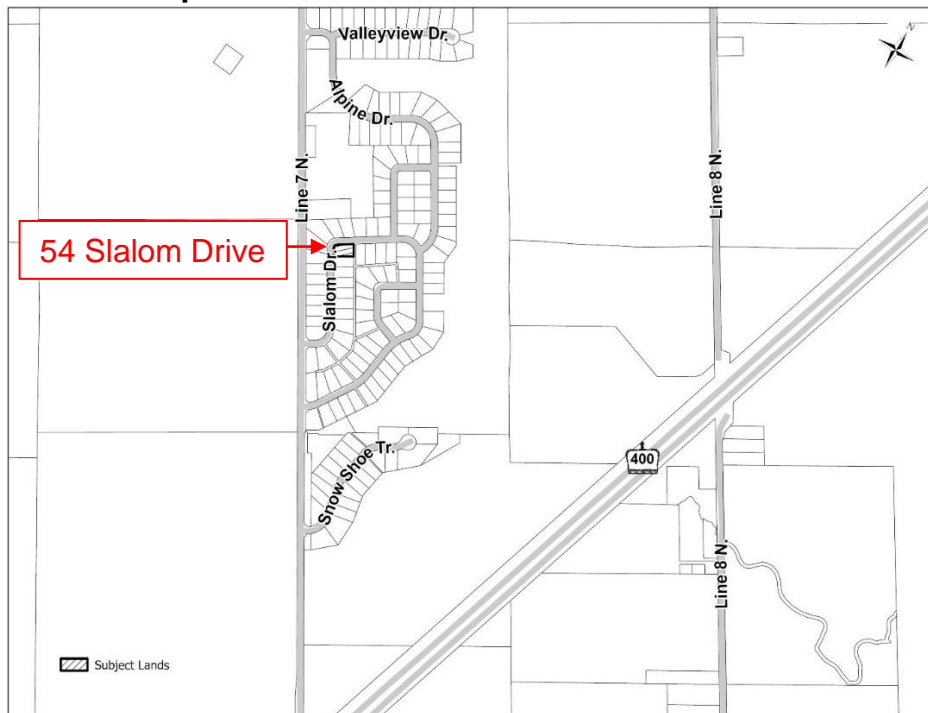 Valleyview Dr.
N
Alpine Dr.
Line 7 N.
Line 8 N.
54 Slalom Drive
Slalom Dr.
Snow Shoe Tr.
400
Line 8 N.
Subject Lands